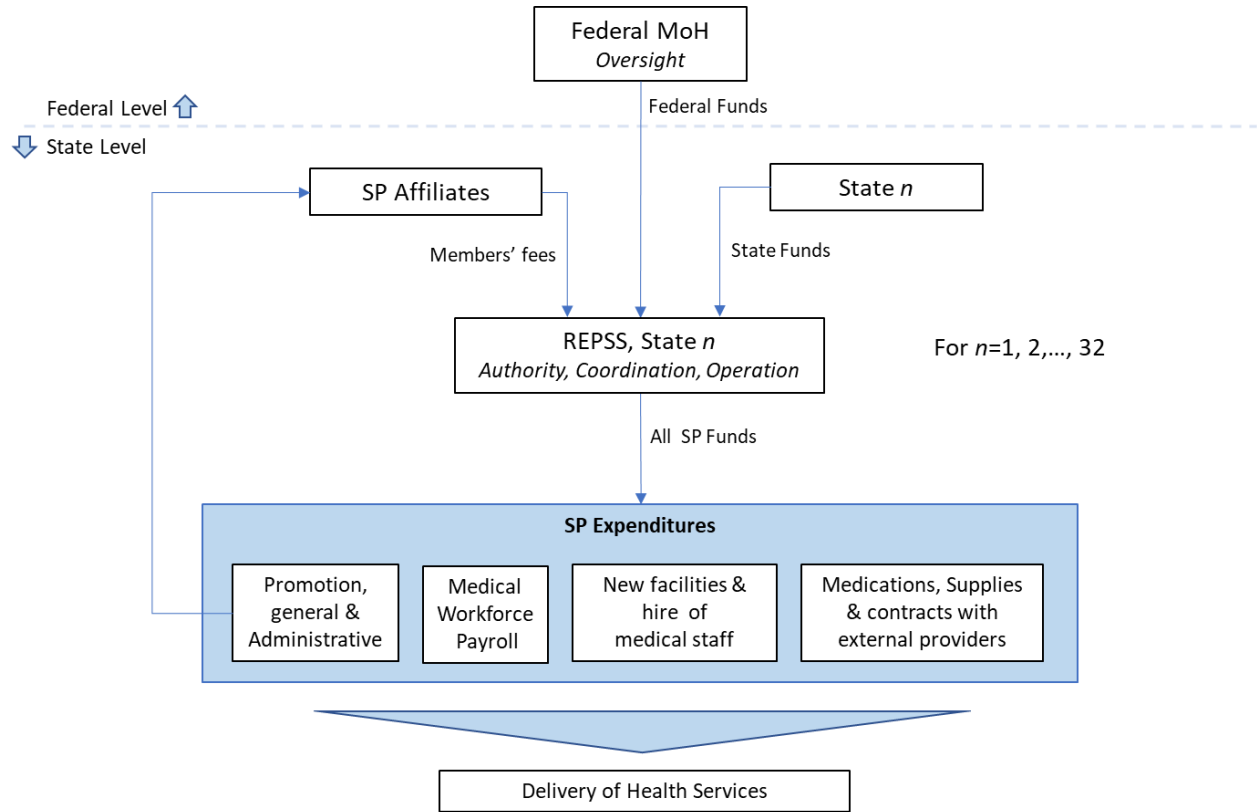 Federal MoH
Oversight
Federal Level
Federal Funds
State Level
SP Affiliates
State n
Members’ fees
State Funds
REPSS, State n
Authority, Coordination, Operation
For n=1, 2,..., 32
All SP Funds
SP Expenditures
Promotion,
general &
Administrative
Medical
Workforce
Payroll
New facilities &
hire of
medical staff
Medications, Supplies
& contracts with
external providers
Delivery of Health Services